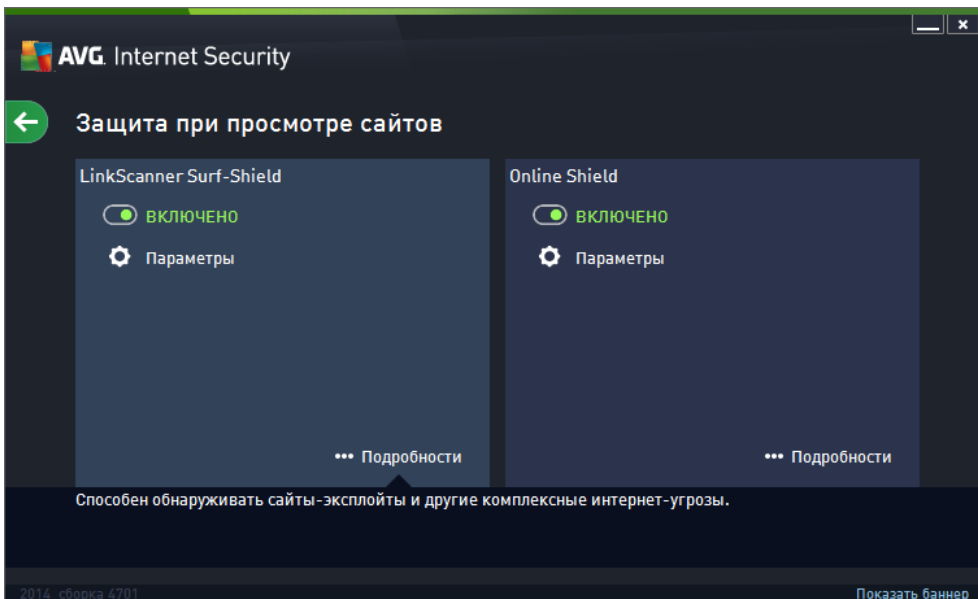 AVG. Internet Security
Защита при просмотре сайтов
LinkScanner Surf-Shield
ВКЛЮЧЕНО
Параметры
••• Подробности
Online Shield
ВКЛЮЧЕНО
Параметры
••• Подробности
Способен обнаруживать сайты-эксплойты и другие комплексные интернет-угрозы.
2014 сборка 4701
Показать баннер